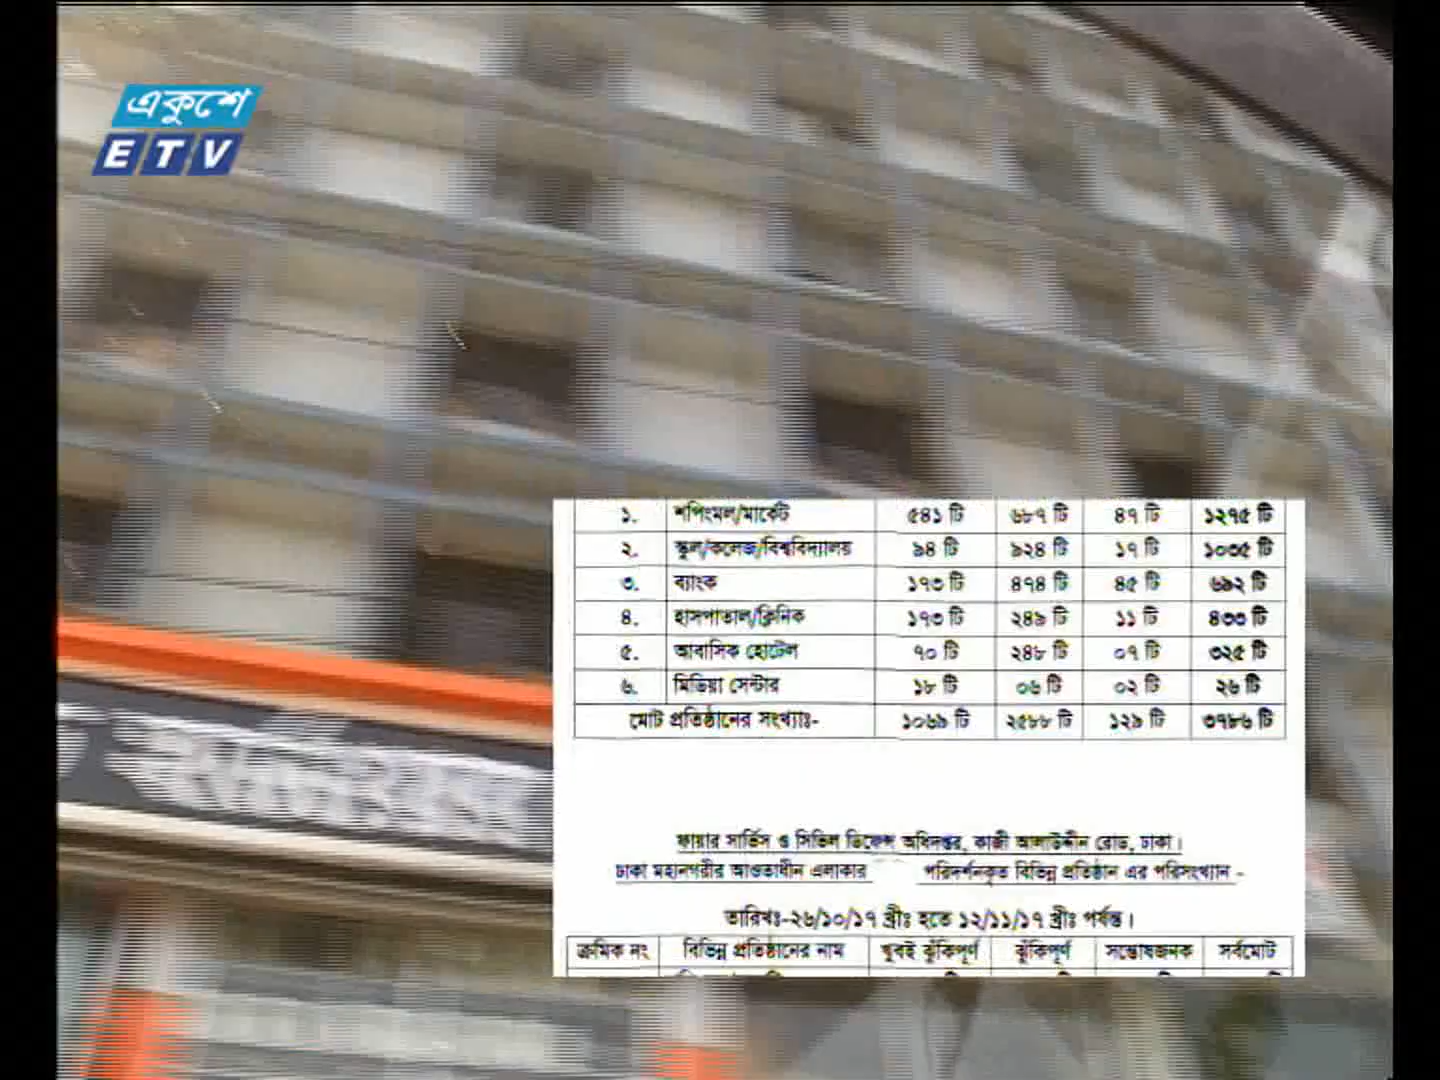 একুশে
ETV
১. শপিংমল/মার্কেট ৫৪১ টি ৬৮৭ টি ৪৭ টি ১২৭৫ টি
২. স্কুল/কলেজ/বিশ্ববিদ্যালয় ৯৪ টি ৯২৪ টি ১৭ টি ১০৩৫ টি
৩. ব্যাংক ১৭৩ টি ৪৭৪ টি ৪৫ টি ৬৯২ টি
৪. হাসপাতাল/ক্লিনিক ১৭৩ টি ২৪৯ টি ১১ টি ৪৩৩ টি
৫. আবাসিক হোটেল ৭০ টি ২৪৮ টি ০৭ টি ৩২৫ টি
৬. মিডিয়া সেন্টার ১৮ টি ০৬ টি ০২ টি ২৬ টি
মোট প্রতিষ্ঠানের সংখ্যাঃ- ১০৬৯ টি ২৫৮৮ টি ১২৯ টি ৩৭৮৬ টি
ফায়ার সার্ভিস ও সিভিল ডিফেন্স অধিদপ্তর, কাজী আলাউদ্দীন রোড, ঢাকা।
ঢাকা মহানগরীর আওতাধীন এলাকার পরিদর্শনকৃত বিভিন্ন প্রতিষ্ঠান এর পরিসংখ্যান -
তারিখঃ-২৬/১০/১৭ খ্রীঃ হতে ১২/১১/১৭ খ্রীঃ পর্যন্ত।
ক্রমিক নং বিভিন্ন প্রতিষ্ঠানের নাম খুবই ঝুঁকিপূর্ণ ঝুঁকিপূর্ণ সন্তোষজনক সর্বমোট